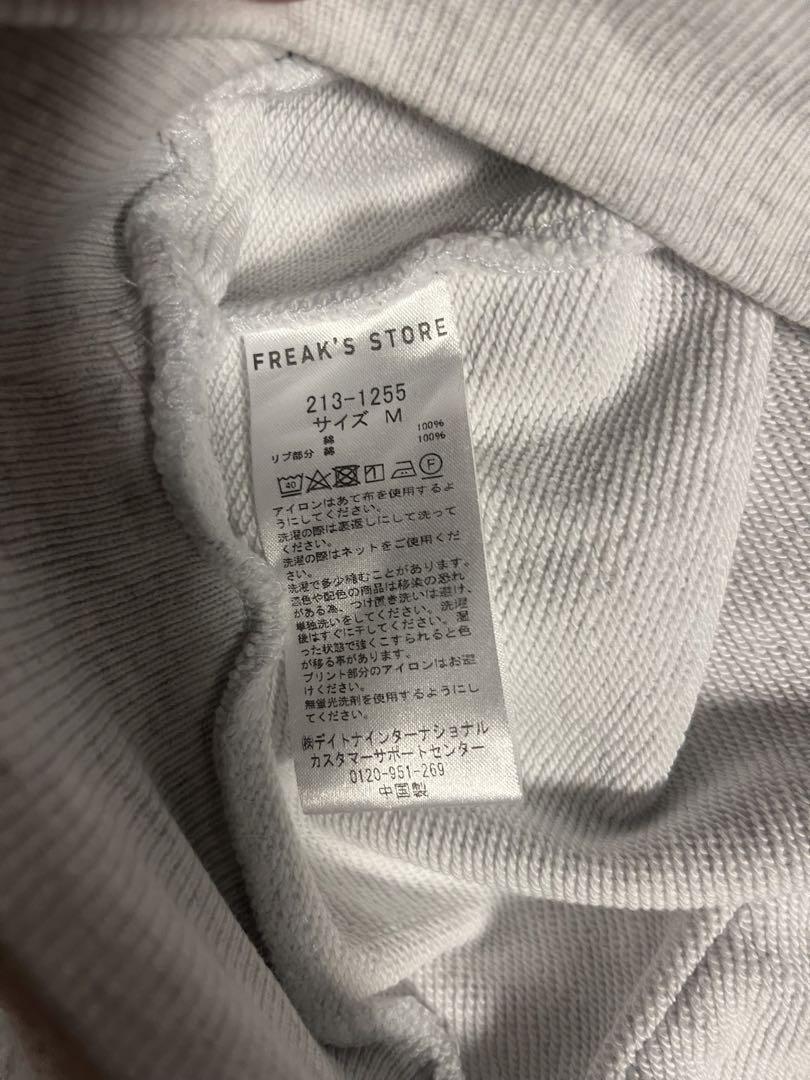 FREAK'S STORE
213-1255
サイズ M
綿 100%
リブ部分 綿 100%
40 F
アイロンはあて布を使用するよ
うにしてください。
洗濯の際は裏返しにして洗って
ください。
洗濯の際はネットをご使用くだ
さい。
洗濯で多少縮むことがあります。
濃色や配色の商品は移染の恐れ
がある為、つけ置き洗いは避け、
単独洗いをしてください。洗濯
後はすぐに干してください。湿
った状態で強くこすられると色
が移る事があります。
プリント部分のアイロンはお避
けください。
無蛍光洗剤を使用するようにし
てください。
㈱デイトナインターナショナル
カスタマーサポートセンター
0120-951-269
中国製